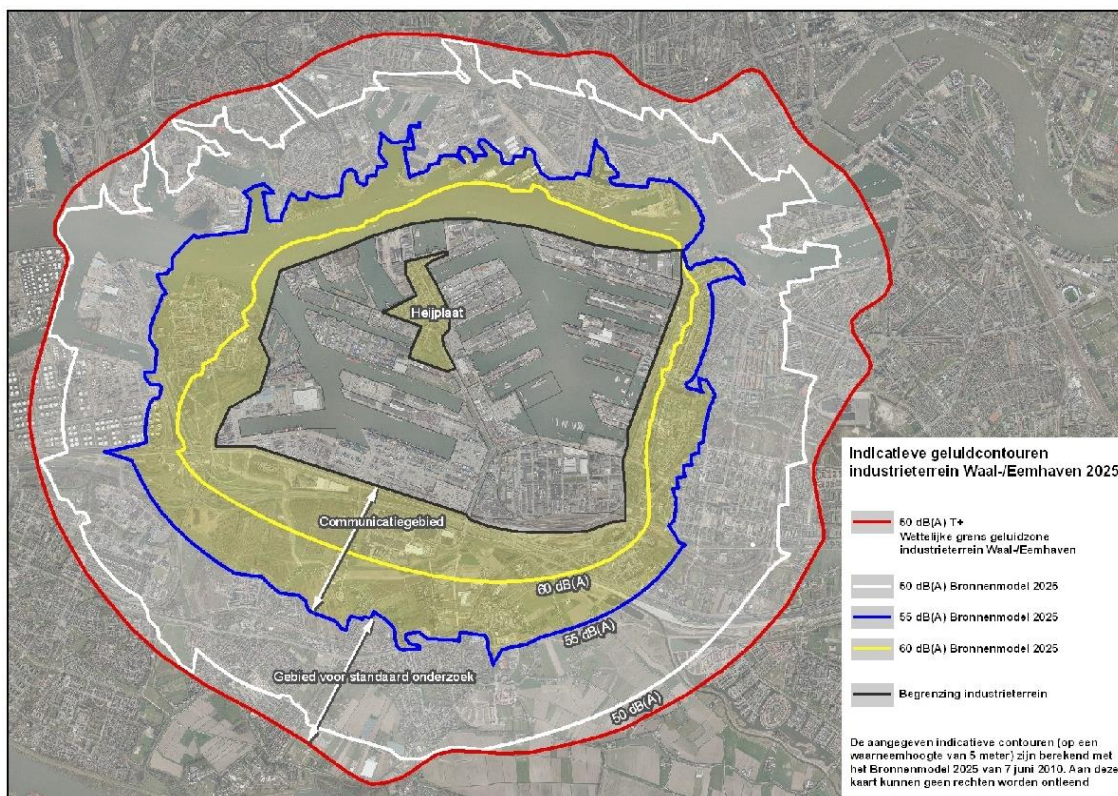 Heijplaat
Communicatiegebied
60 dB(A)
55 dB(A)
Gebied voor standaard onderzoek
50 dB(A)
Indicatieve geluidcontouren
industrieterrein Waal-/Eemhaven 2025
50 dB(A) T+
Wettelijke grens geluidzone
industrieterrein Waal-/Eemhaven
50 dB(A) Bronnenmodel 2025
55 dB(A) Bronnenmodel 2025
60 dB(A) Bronnenmodel 2025
Begrenzing industrieterrein
De aangegeven indicatieve contouren (op een
waarneemhoogte van 5 meter) zijn berekend met
het Bronnenmodel 2025 van 7 juni 2010. Aan deze
kaart kunnen geen rechten worden ontleend